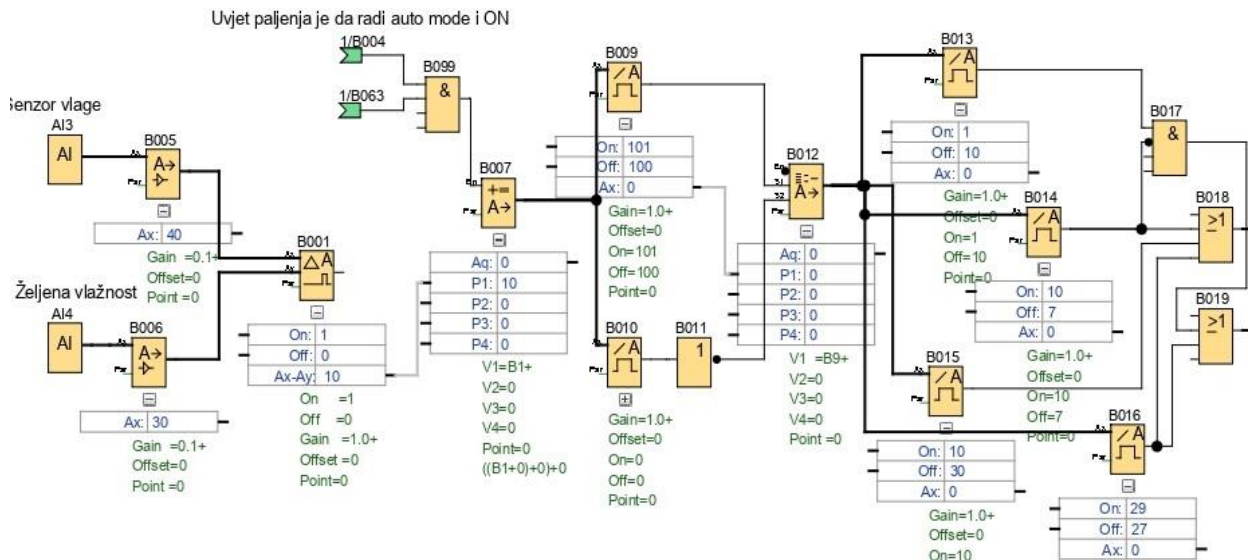 Uvjet paljenja je da radi auto mode i ON
1/B004
1/B063
B099
&
Senzor vlage
AI3
AI
B005
A→
Ax: 40
Gain =0.1+
Offset=0
Point =0
Željena vlažnost
AI4
AI
B006
A→
Ax: 30
Gain =0.1+
Offset=0
Point =0
B001
ΔA
On: 1
Off: 0
Ax-Ay: 10
On =1
Off =0
Gain =1.0+
Offset =0
Point=0
B007
+=
A→
En
Aq: 0
P1: 10
P2: 0
P3: 0
P4: 0
V1=B1+
V2=0
V3=0
V4=0
Point=0
((B1+0)+0)+0
B009
/A
On: 101
Off: 100
Ax: 0
Gain=1.0+
Offset=0
On=101
Off=100
Point=0
B010
/A
Gain=1.0+
Offset=0
On=0
Off=0
Point=0
B011
1
B012
A→
En
S1
S2
Aq: 0
P1: 0
P2: 0
P3: 0
P4: 0
V1 =B9+
V2=0
V3=0
V4=0
Point =0
B013
/A
On: 1
Off: 10
Ax: 0
Gain=1.0+
Offset=0
On=1
Off=10
Point=0
B014
/A
On: 10
Off: 7
Ax: 0
Gain=1.0+
Offset=0
On=10
Off=7
Point=0
B015
/A
On: 10
Off: 30
Ax: 0
Gain=1.0+
Offset=0
On=10
B016
/A
On: 29
Off: 27
Ax: 0
B017
&
B018
≥1
B019
≥1